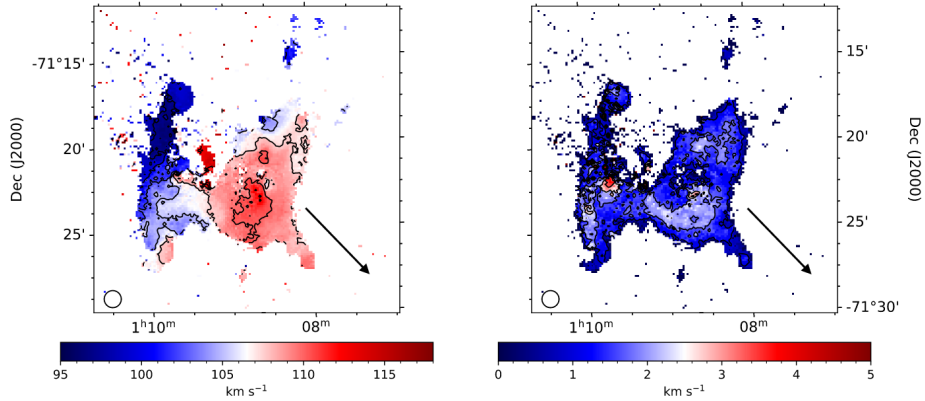 Dec (J2000)
-71°15'
20'
25'
1ʰ10ᵐ
08ᵐ
95
100
105
110
115
km s⁻¹
15'
20'
25'
-71°30'
Dec (J2000)
1ʰ10ᵐ
08ᵐ
0
1
2
3
4
5
km s⁻¹